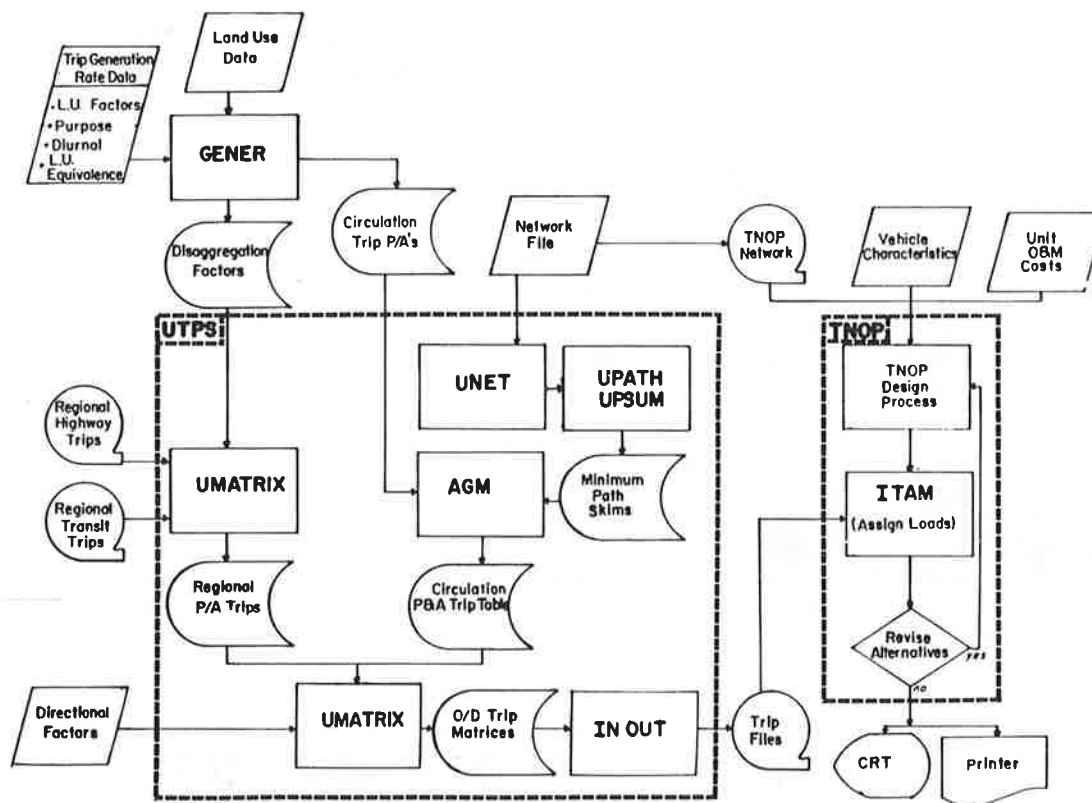 Land Use
Data
Trip Generation
Rate Data
• L.U. Factors
• Purpose
• Diurnal
• L.U.
Equivalence
GENER
Circulation
Trip P/A's
Network
File
TNOP
Network
Vehicle
Characteristics
Unit
O&M
Costs
Disaggregation
Factors
UTPS
TNOP
UNET
UPATH
UPSUM
TNOP
Design
Process
Regional
Highway
Trips
UMATRIX
AGM
Minimum
Path
Skims
ITAM
(Assign Loads)
Regional
Transit
Trips
Regional
P/A Trips
Circulation
P&A Trip Table
Revise
Alternatives
yes
no
Directional
Factors
UMATRIX
O/D Trip
Matrices
IN OUT
Trip
Files
CRT
Printer